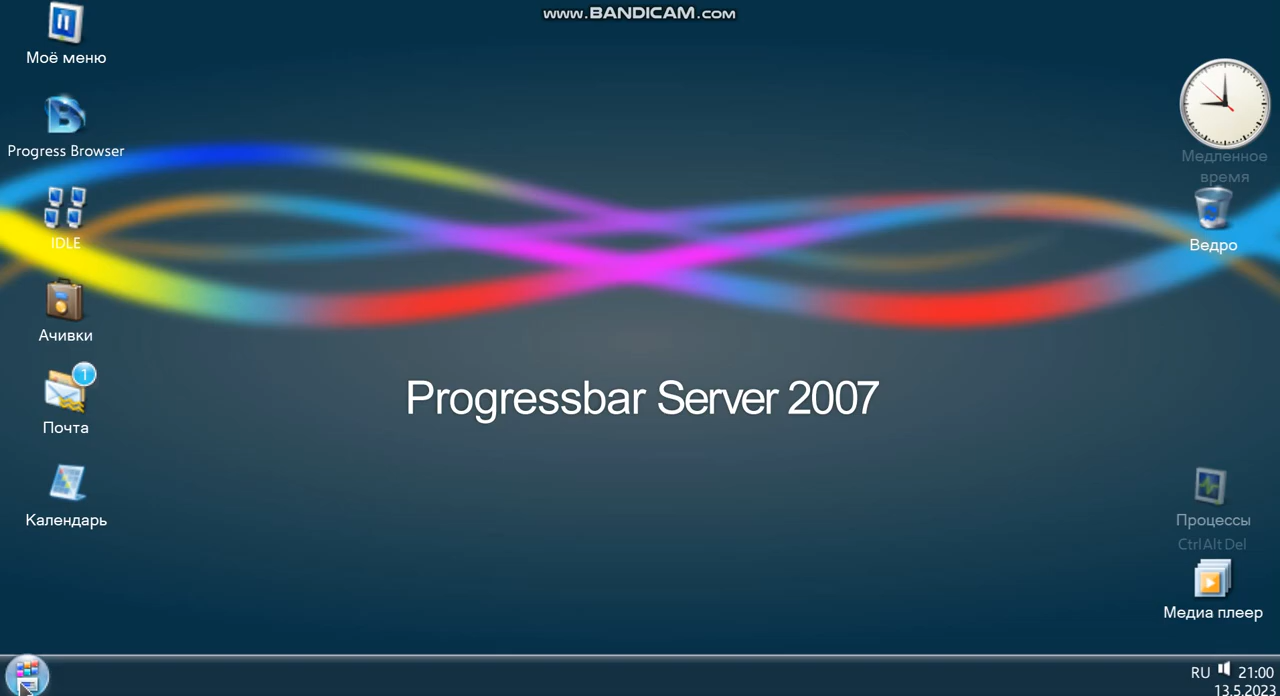 www.BANDICAM.com
Моё меню
Progress Browser
IDLE
Ачивки
1
Почта
Календарь
Progressbar Server 2007
Медленное
время
Ведро
Процессы
CtrlAltDel
Медиа плеер
RU 21:00
13.5.2023